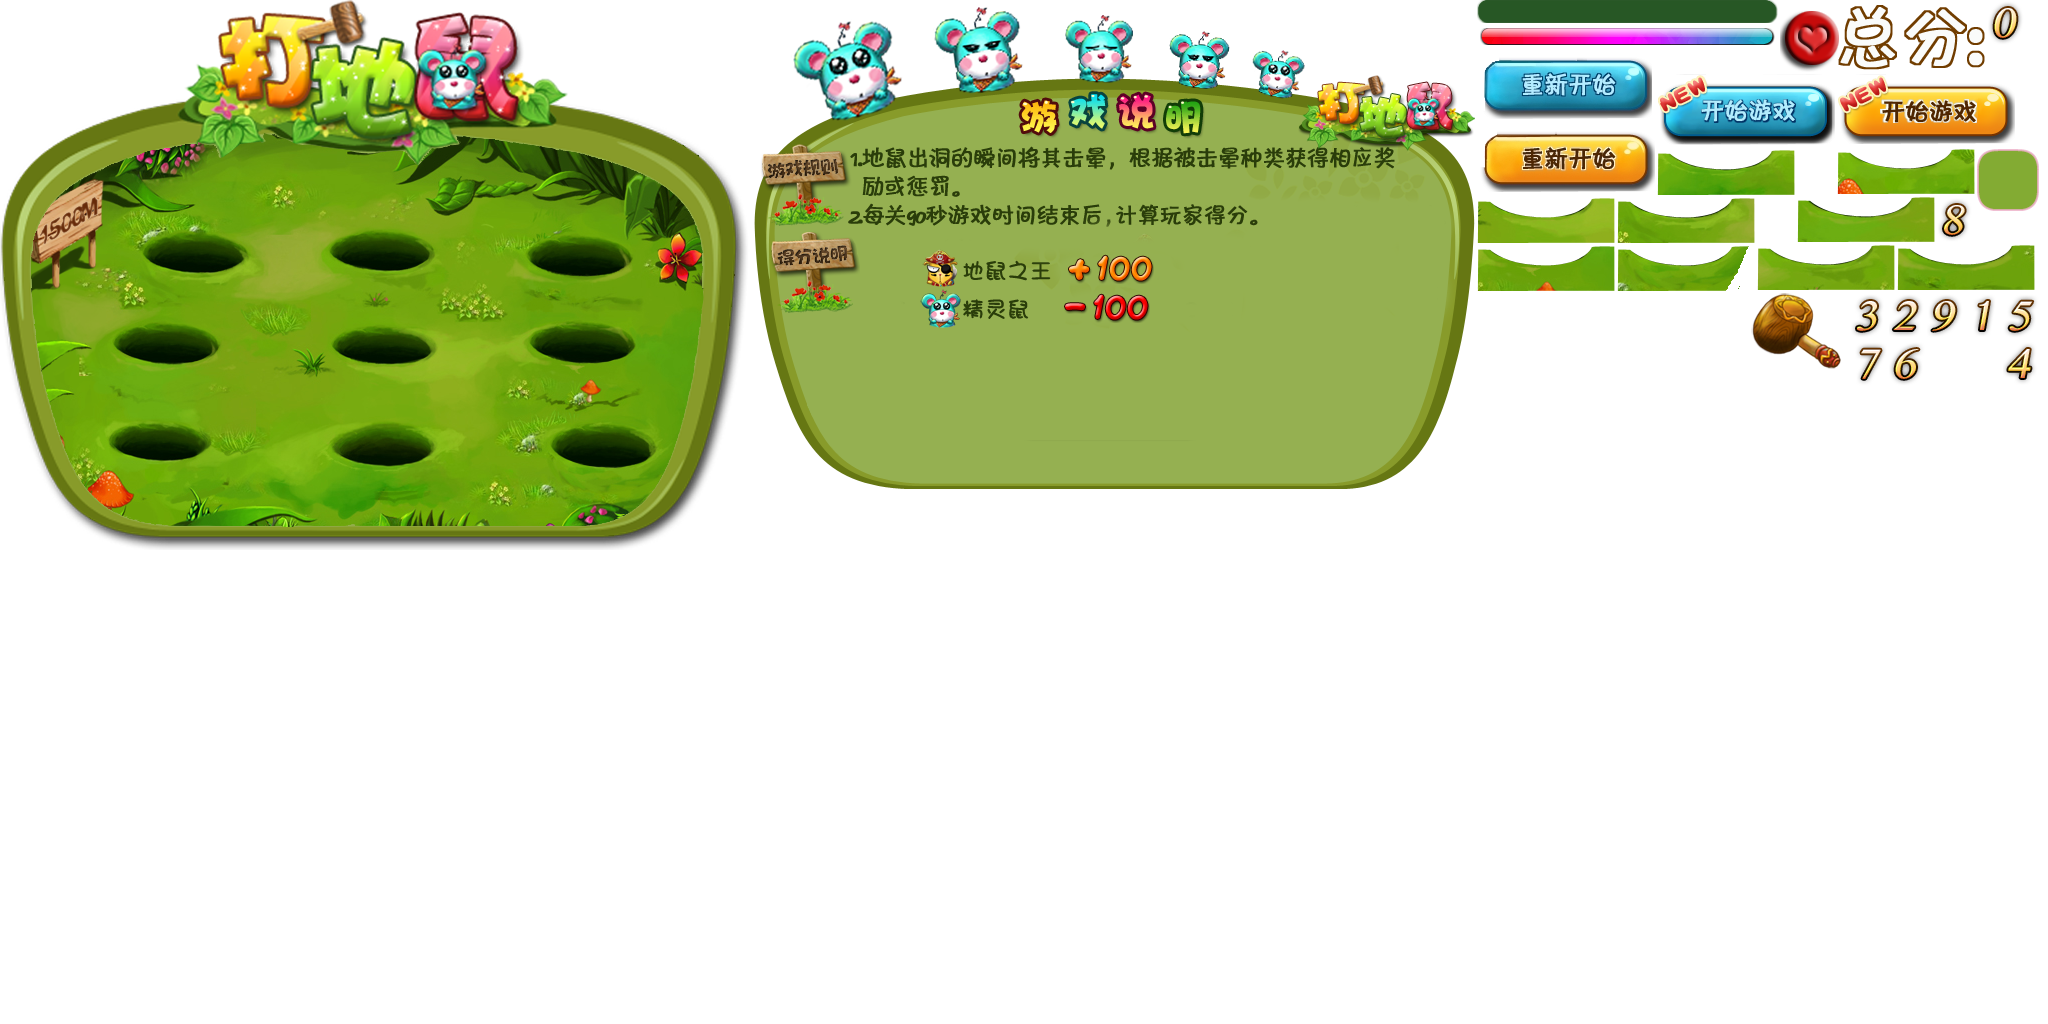 打地鼠
H500M
游戏说明
打地鼠
游戏规则
1.地鼠出洞的瞬间将其击晕，根据被击晕种类获得相应奖
励或惩罚。
2.每关90秒游戏时间结束后，计算玩家得分。
得分说明
地鼠之王 +100
精灵鼠 -100
总分:0
重新开始
NEW 开始游戏
NEW 开始游戏
重新开始
8
3 2 9 1 5
7 6 4